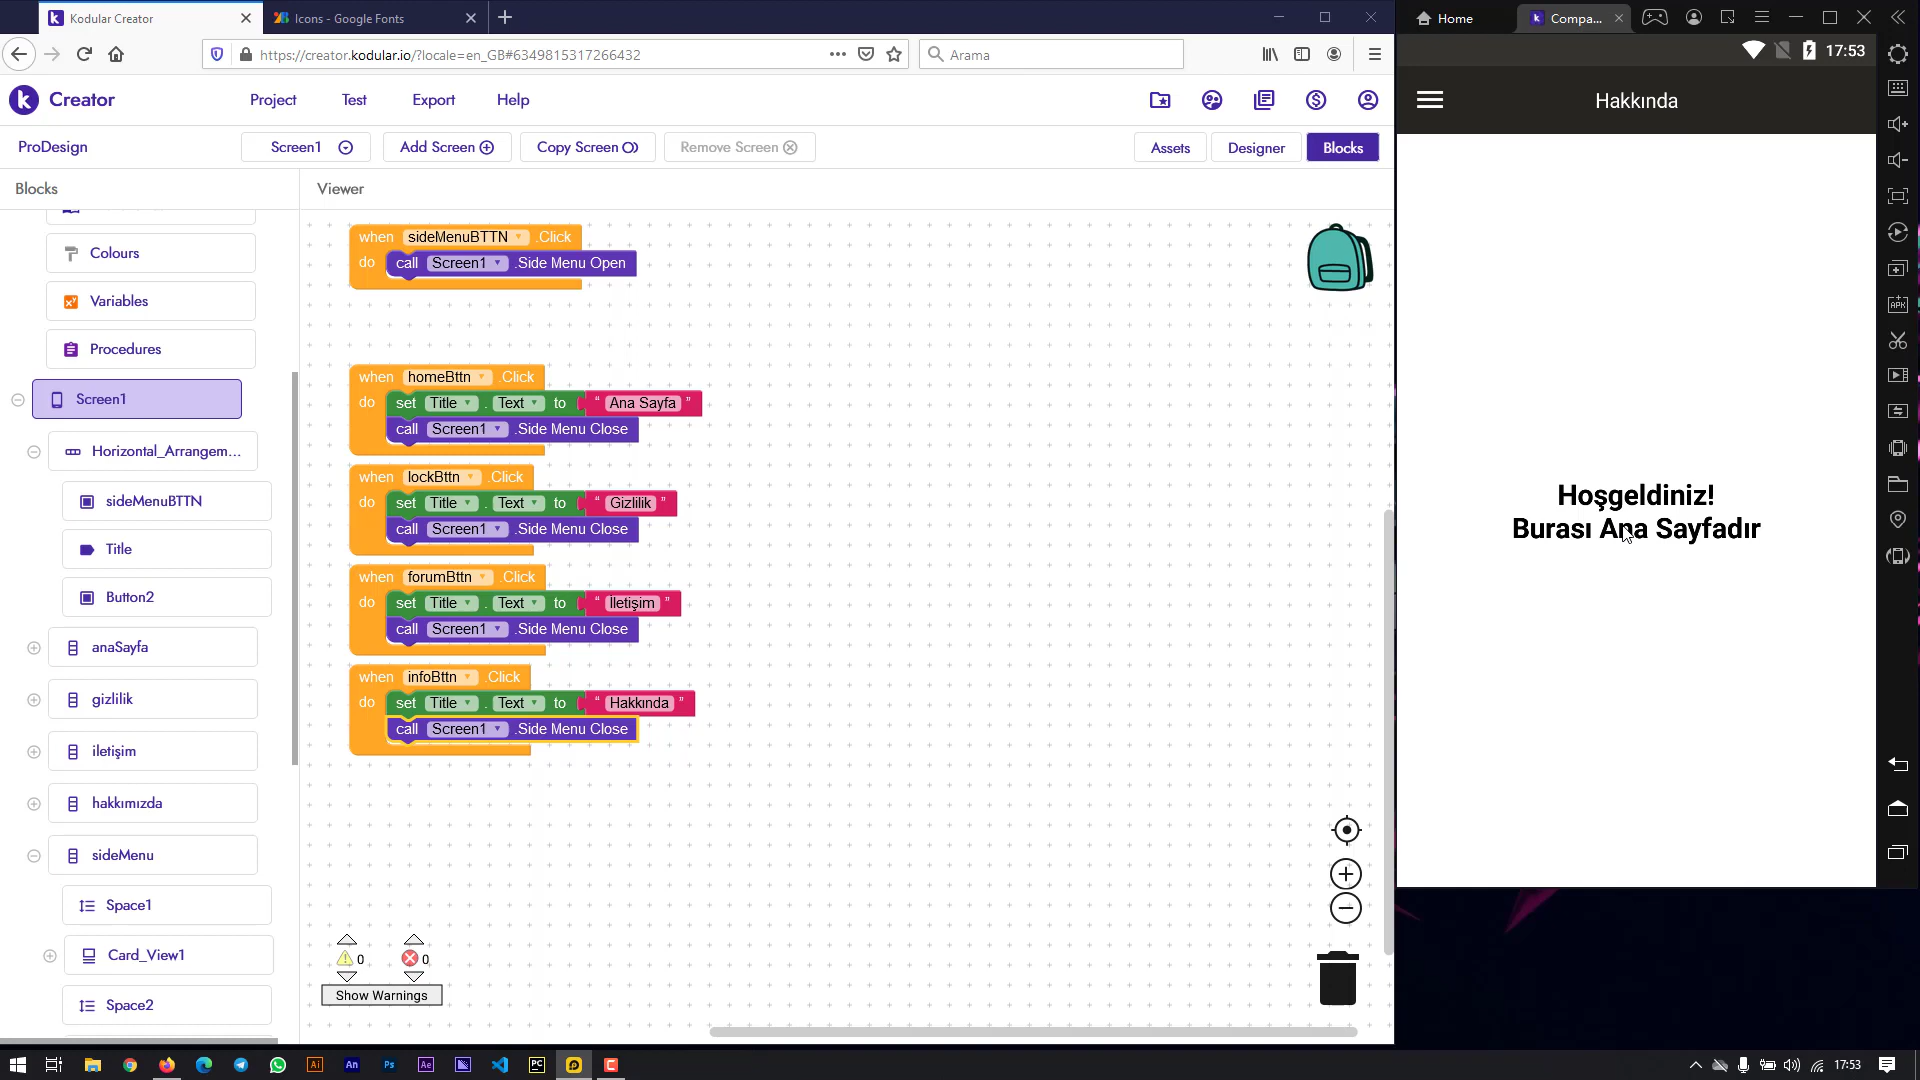 Kodular Creator
Icons - Google Fonts
Home
Compa...
https://creator.kodular.io/?locale=en_GB#6349815317266432
Arama
17:53
Creator
Project
Test
Export
Help
Hakkında
ProDesign
Screen1
Add Screen
Copy Screen
Remove Screen
Assets
Designer
Blocks
Blocks
Viewer
Colours
Variables
Procedures
Screen1
Horizontal_Arrangem...
sideMenuBTTN
Title
Button2
anaSayfa
gizlilik
iletişim
hakkımızda
sideMenu
Space1
Card_View1
Space2
when sideMenuBTTN .Click
do call Screen1 .Side Menu Open
when homeBttn .Click
do set Title . Text to “ Ana Sayfa ”
call Screen1 .Side Menu Close
when lockBttn .Click
do set Title . Text to “ Gizlilik ”
call Screen1 .Side Menu Close
when forumBttn .Click
do set Title . Text to “ Iletişim ”
call Screen1 .Side Menu Close
when infoBttn .Click
do set Title . Text to “ Hakkında ”
call Screen1 .Side Menu Close
0
0
Show Warnings
Hoşgeldiniz!
Burası Ana Sayfadır
APK
Ai
An
Ps
Ae
PC
17:53